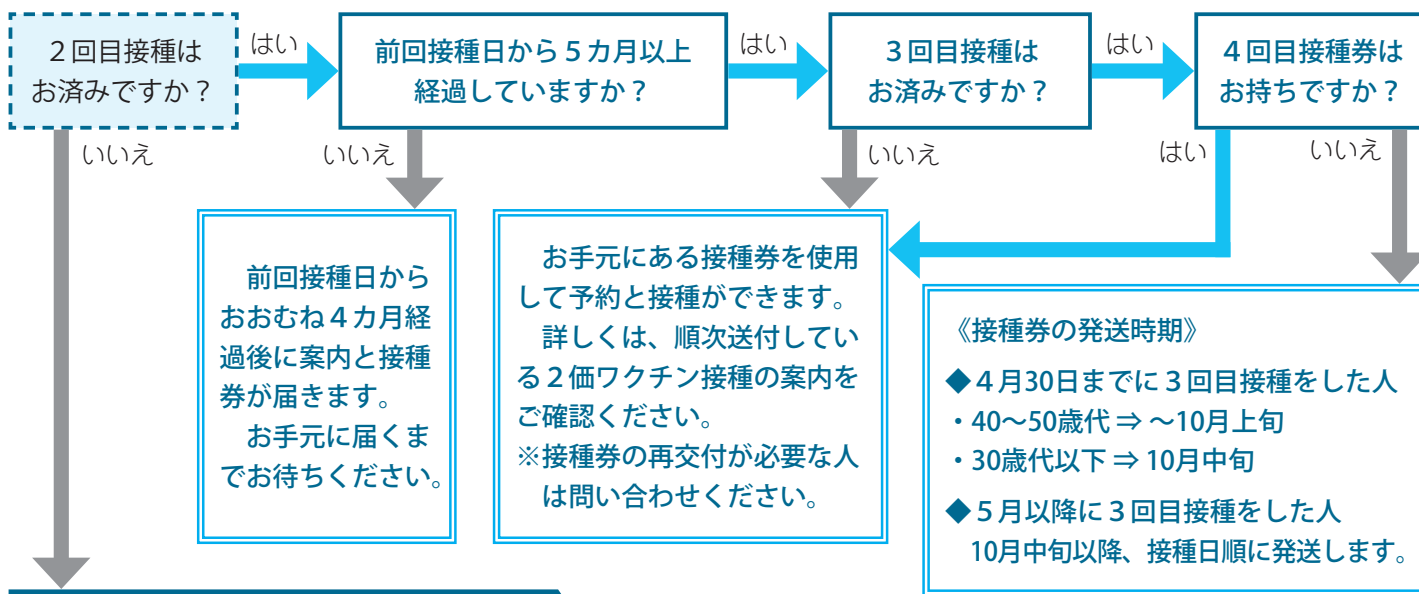 ２回目接種は
お済みですか？
はい
前回接種日から５カ月以上
経過していますか？
はい
３回目接種は
お済みですか？
はい
４回目接種券は
お持ちですか？
いいえ
いいえ
いいえ
はい
いいえ
前回接種日から
おおむね４カ月経
過後に案内と接種
券が届きます。
お手元に届くま
でお待ちください。
お手元にある接種券を使用
して予約と接種ができます。
詳しくは、順次送付してい
る２価ワクチン接種の案内を
ご確認ください。
※接種券の再交付が必要な人
は問い合わせください。
《接種券の発送時期》
◆４月30日までに３回目接種をした人
・40～50歳代⇒～10月上旬
・30歳代以下⇒10月中旬
◆５月以降に３回目接種をした人
10月中旬以降、接種日順に発送します。